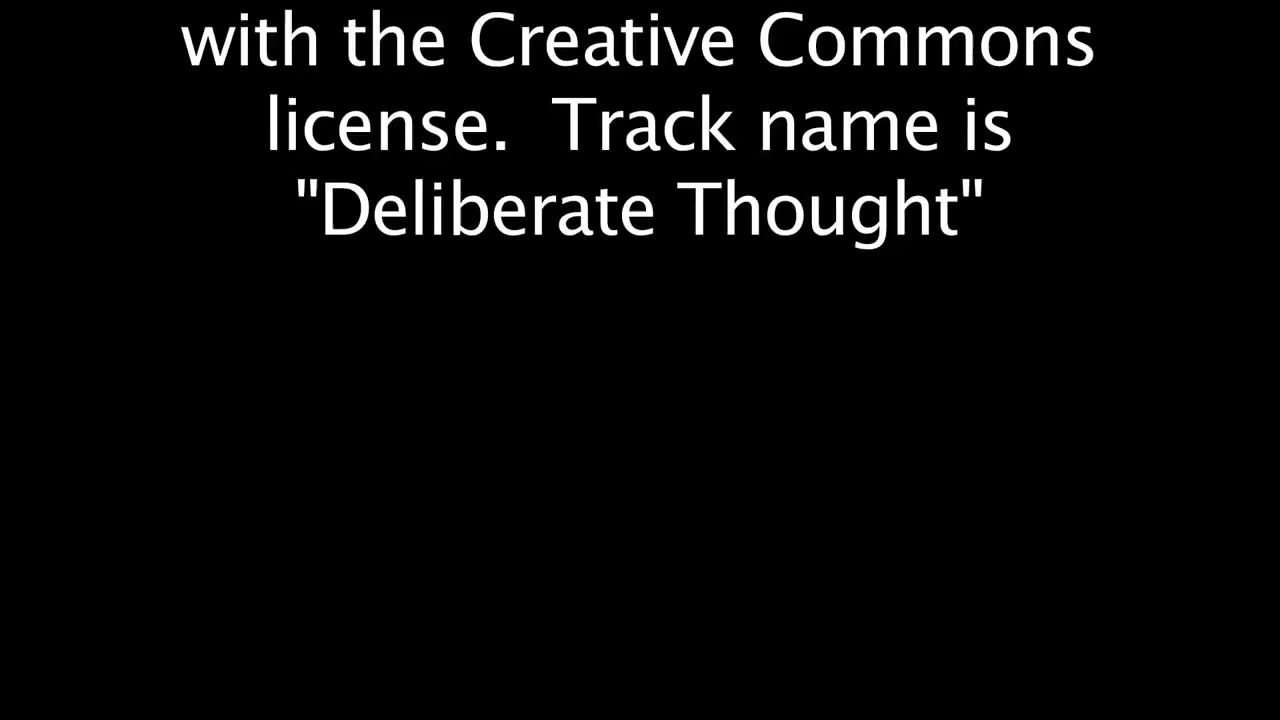 with the Creative Commons
license.  Track name is
"Deliberate Thought"